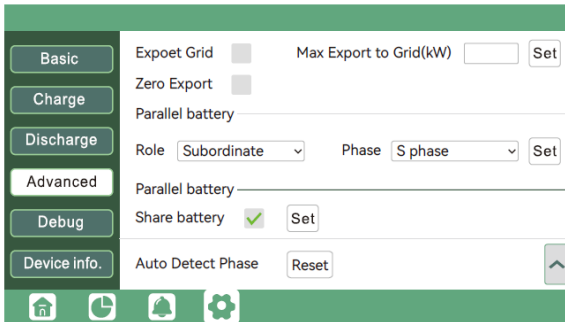 Basic
Charge
Discharge
Advanced
Debug
Device info.
Expoet Grid Max Export to Grid(kW) Set
Zero Export
Parallel battery
Role Subordinate Phase S phase Set
Parallel battery
Share battery Set
Auto Detect Phase Reset